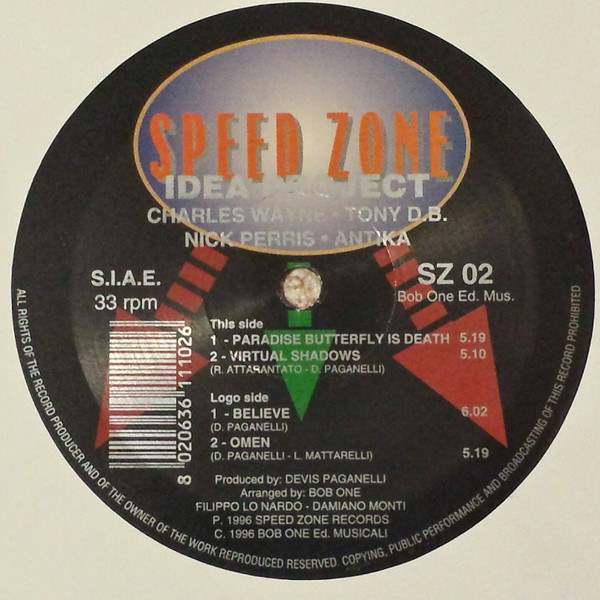 SPEED ZONE
IDEA PROJECT
CHARLES WAYNE • TONY D.B.
NICK PERRIS • ANTIKA
S.I.A.E.
33 rpm
SZ 02
Bob One Ed. Mus.
This side
1 - PARADISE BUTTERFLY IS DEATH 5.19
2 - VIRTUAL SHADOWS 5.10
(R. ATTARANTATO - D. PAGANELLI)
Logo side
1 - BELIEVE 6.02
(D. PAGANELLI)
2 - OMEN
(D. PAGANELLI - L. MATTARELLI) 5.19
8 020636 111026
Produced by: DEVIS PAGANELLI
Arranged by: BOB ONE
FILIPPO LO NARDO - DAMIANO MONTI
P. 1996 SPEED ZONE RECORDS
C. 1996 BOB ONE Ed. MUSICALI
ALL RIGHTS OF THE RECORD PRODUCER AND OF THE OWNER OF THE WORK REPRODUCED RESERVED. COPYING, PUBLIC PERFORMANCE AND BROADCASTING OF THIS RECORD PROHIBITED